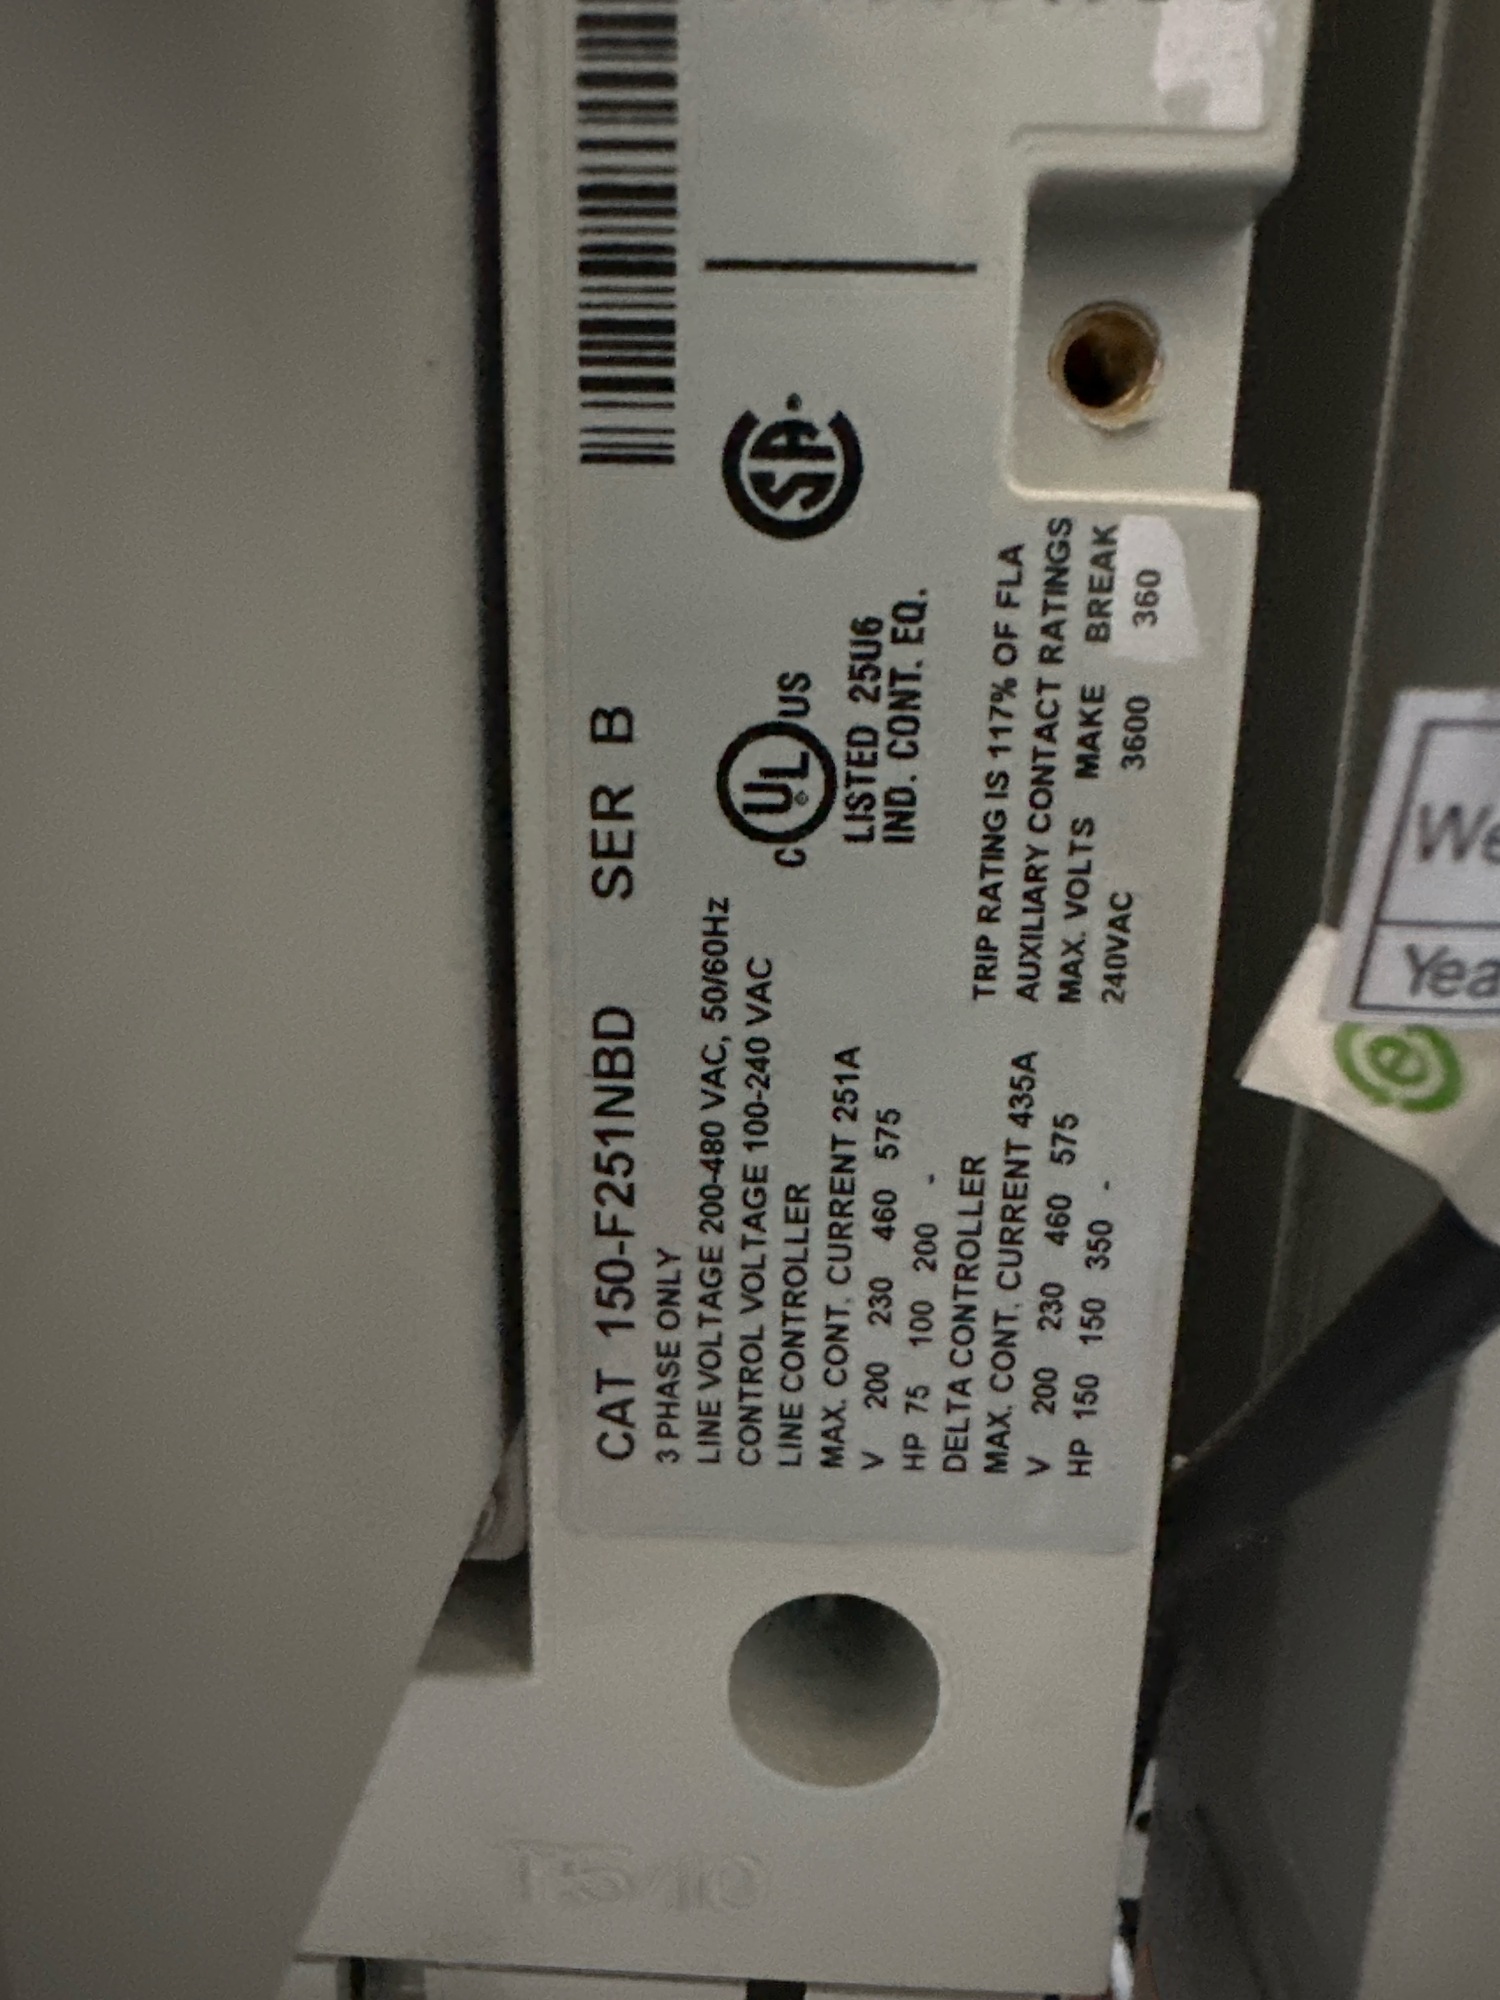 CAT 150-F251NBD SER B
3 PHASE ONLY
LINE VOLTAGE 200-480 VAC, 50/60Hz
CONTROL VOLTAGE 100-240 VAC
LINE CONTROLLER
MAX. CONT. CURRENT 251A
V 200 230 460 575
HP 75 100 200 -
DELTA CONTROLLER
MAX. CONT. CURRENT 435A
V 200 230 460 575
HP 150 150 350 -
C UL US
LISTED 25U6
IND. CONT. EQ.
SA
TRIP RATING IS 117% OF FLA
AUXILIARY CONTACT RATINGS
MAX. VOLTS MAKE BREAK
240VAC 3600 360
We
Yea
e